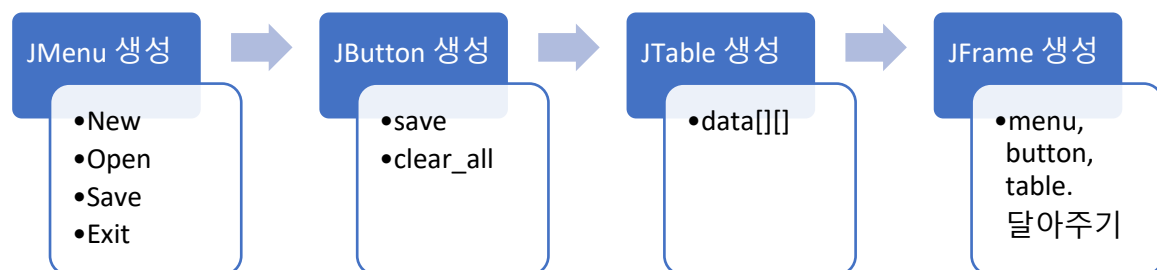 JMenu 생성
•New
•Open
•Save
•Exit
JButton 생성
•save
•clear_all
JTable 생성
•data[][]
JFrame 생성
•menu,
button,
table.
달아주기